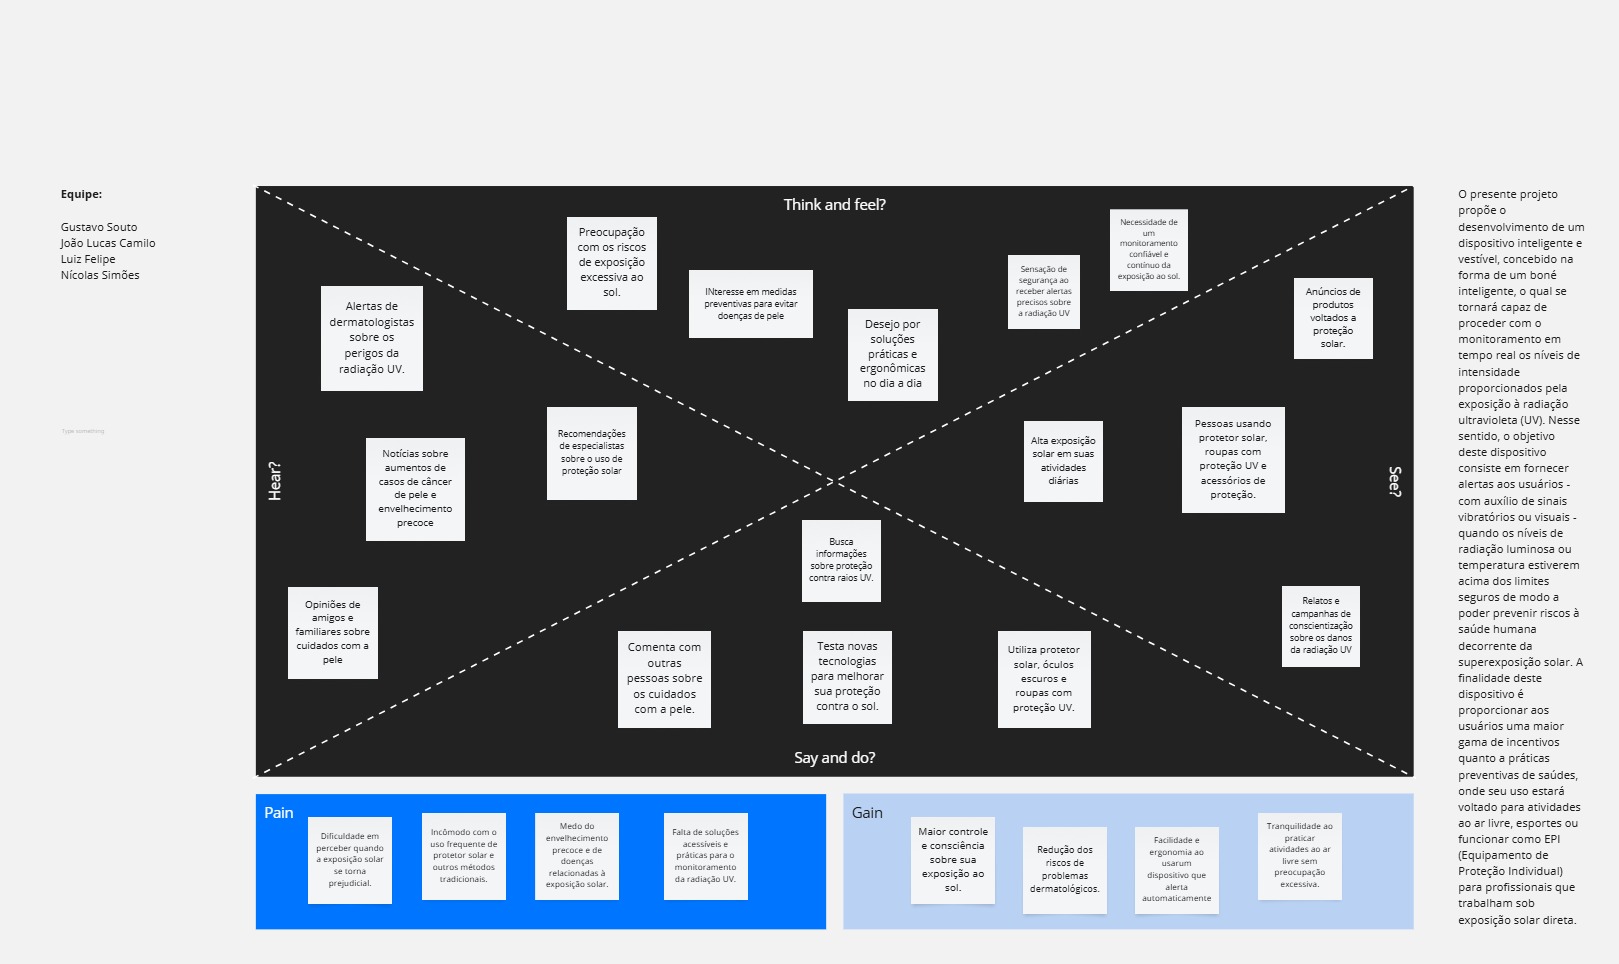 Equipe:
Gustavo Souto
João Lucas Camilo
Luiz Felipe
Nícolas Simões
Type something
Think and feel?
Preocupação
com os riscos
de exposição
excessiva ao
sol.
INteresse em medidas
preventivas para evitar
doenças de pele
Desejo por
soluções
práticas e
ergonômicas
no dia a dia
Sensação de
segurança ao
receber alertas
precisos sobre
a radiação UV
Necessidade de
um
monitoramento
confiável e
contínuo da
exposição ao sol.
Hear?
Alertas de
dermatologistas
sobre os
perigos da
radiação UV.
Notícias sobre
aumentos de
casos de câncer
de pele e
envelhecimento
precoce
Recomendações
de especialistas
sobre o uso de
proteção solar
Opiniões de
amigos e
familiares sobre
cuidados com a
pele
See?
Anúncios de
produtos
voltados a
proteção
solar.
Alta exposição
solar em suas
atividades
diárias
Pessoas usando
protetor solar,
roupas com
proteção UV e
acessórios de
proteção.
Relatos e
campanhas de
conscientização
sobre os danos
da radiação UV
Busca
informações
sobre proteção
contra raios UV.
Comenta com
outras
pessoas sobre
os cuidados
com a pele.
Testa novas
tecnologias
para melhorar
sua proteção
contra o sol.
Utiliza protetor
solar, óculos
escuros e
roupas com
proteção UV.
Say and do?
Pain
Dificuldade em
perceber quando
a exposição solar
se torna
prejudicial.
Incômodo com o
uso frequente de
protetor solar e
outros métodos
tradicionais.
Medo do
envelhecimento
precoce e de
doenças
relacionadas à
exposição solar.
Falta de soluções
acessíveis e
práticas para o
monitoramento
da radiação UV.
Gain
Maior controle
e consciência
sobre sua
exposição ao
sol.
Redução dos
riscos de
problemas
dermatológicos.
Facilidade e
ergonomia ao
usarum
dispositivo que
alerta
automaticamente
Tranquilidade ao
praticar
atividades ao ar
livre sem
preocupação
excessiva.
O presente projeto
propõe o
desenvolvimento de um
dispositivo inteligente e
vestível, concebido na
forma de um boné
inteligente, o qual se
tornará capaz de
proceder com o
monitoramento em
tempo real os níveis de
intensidade
proporcionados pela
exposição à radiação
ultravioleta (UV). Nesse
sentido, o objetivo
deste dispositivo
consiste em fornecer
alertas aos usuários -
com auxílio de sinais
vibratórios ou visuais -
quando os níveis de
radiação luminosa ou
temperatura estiverem
acima dos limites
seguros de modo a
poder prevenir riscos à
saúde humana
decorrente da
superexposição solar. A
finalidade deste
dispositivo é
proporcionar aos
usuários uma maior
gama de incentivos
quanto a práticas
preventivas de saúdes,
onde seu uso estará
voltado para atividades
ao ar livre, esportes ou
funcionar como EPI
(Equipamento de
Proteção Individual)
para profissionais que
trabalham sob
exposição solar direta.